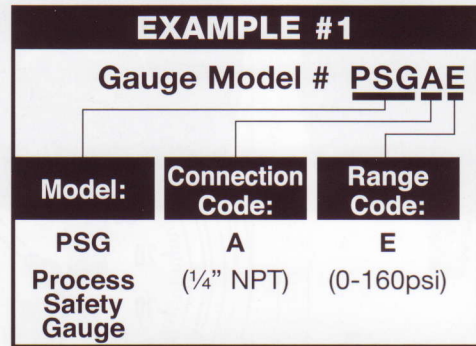 EXAMPLE #1
Gauge Model # PSGAE
Model:
Connection
Code:
Range
Code:
PSG
A
E
Process
Safety
Gauge
(¼” NPT)
(0-160psi)